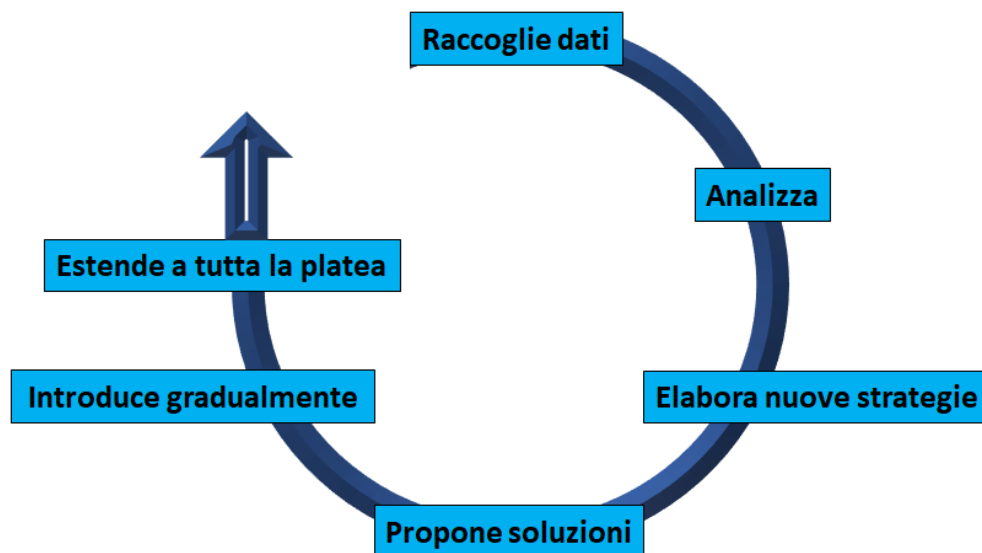 Raccoglie dati
Analizza
Elabora nuove strategie
Propone soluzioni
Introduce gradualmente
Estende a tutta la platea